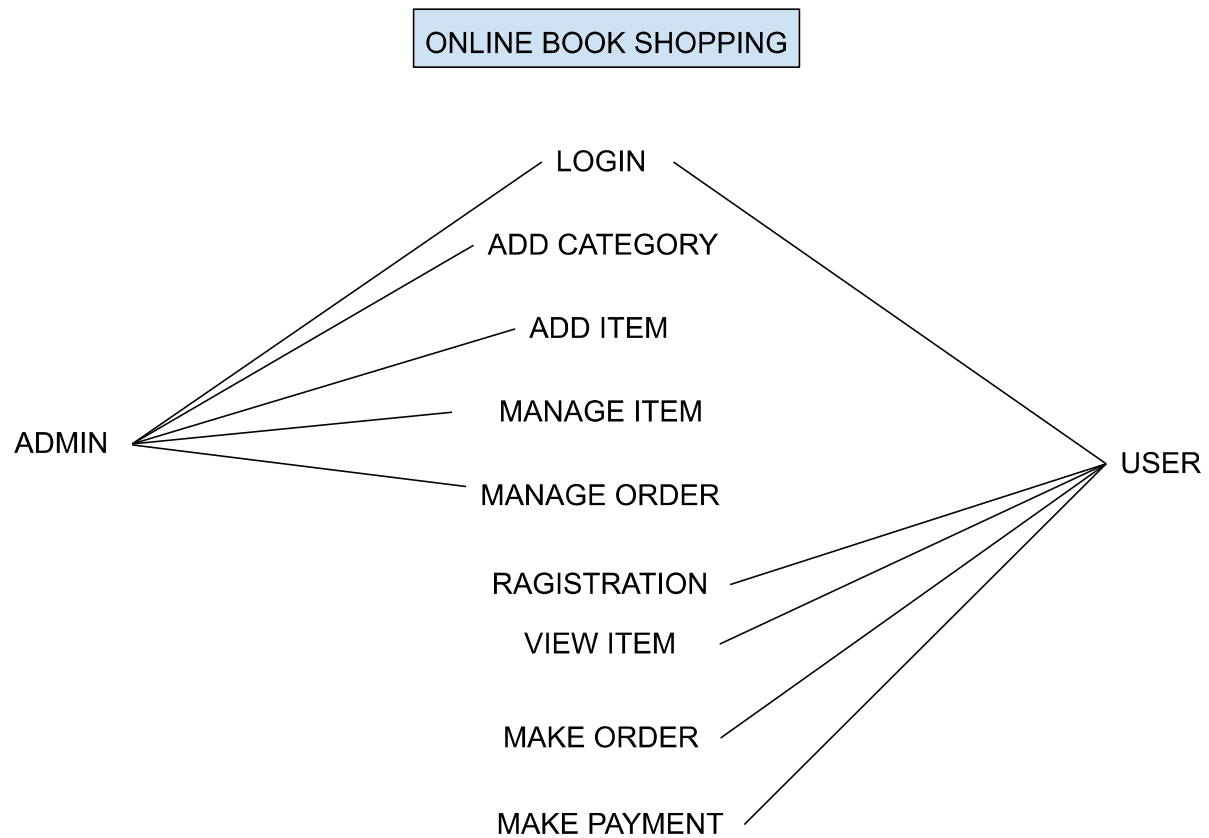 ONLINE BOOK SHOPPING
LOGIN
ADD CATEGORY
ADD ITEM
MANAGE ITEM
ADMIN
USER
MANAGE ORDER
RAGISTRATION
VIEW ITEM
MAKE ORDER
MAKE PAYMENT